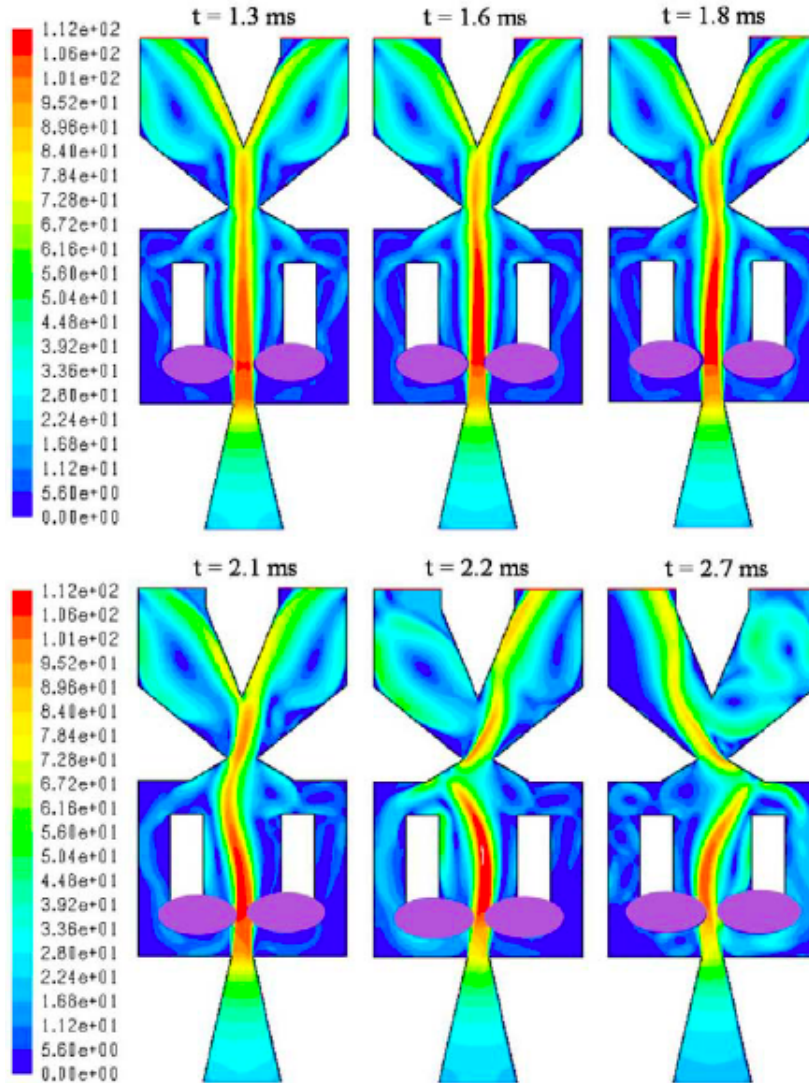 t = 1.3 ms
t = 1.6 ms
t = 1.8 ms
1.12e+02
1.06e+02
1.01e+02
9.52e+01
8.96e+01
8.40e+01
7.84e+01
7.28e+01
6.72e+01
6.16e+01
5.60e+01
5.04e+01
4.48e+01
3.92e+01
3.36e+01
2.80e+01
2.24e+01
1.68e+01
1.12e+01
5.60e+00
0.00e+00
t = 2.1 ms
t = 2.2 ms
t = 2.7 ms
1.12e+02
1.06e+02
1.01e+02
9.52e+01
8.96e+01
8.40e+01
7.84e+01
7.28e+01
6.72e+01
6.16e+01
5.60e+01
5.04e+01
4.48e+01
3.92e+01
3.36e+01
2.80e+01
2.24e+01
1.68e+01
1.12e+01
5.60e+00
0.00e+00